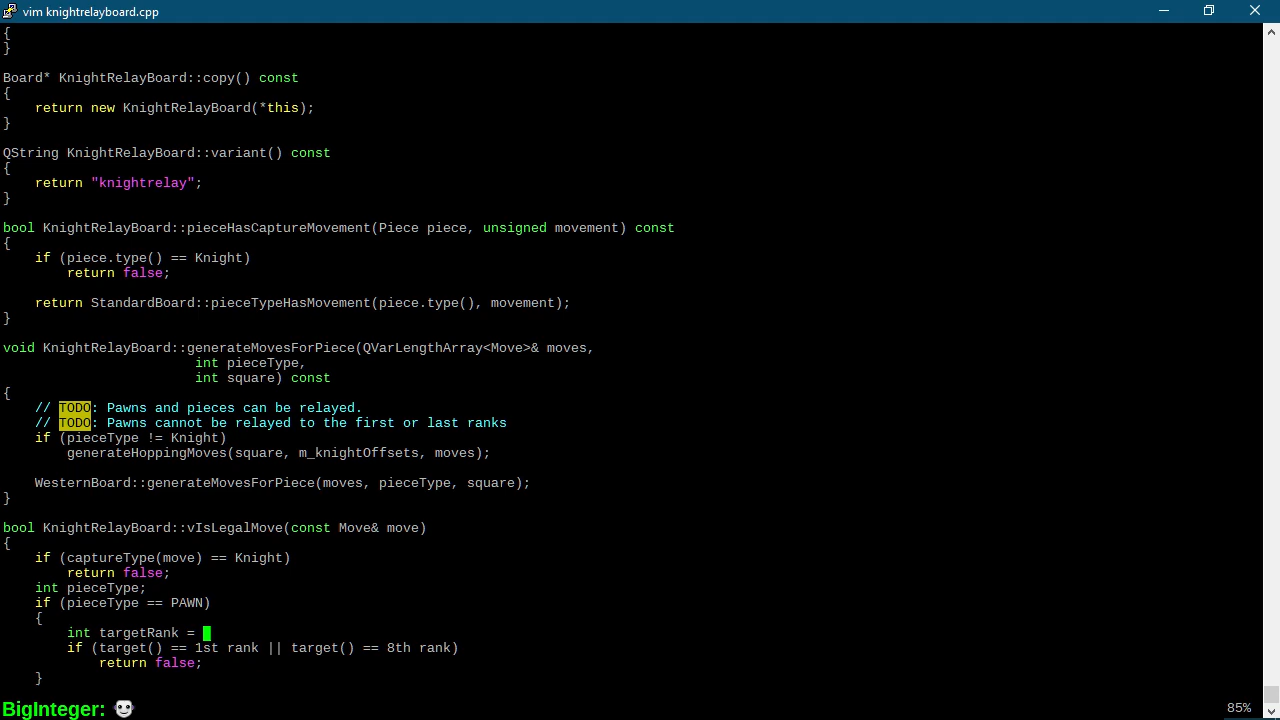 vim knightrelayboard.cpp
{
}
Board* KnightRelayBoard::copy() const
{
    return new KnightRelayBoard(*this);
}
QString KnightRelayBoard::variant() const
{
    return "knightrelay";
}
bool KnightRelayBoard::pieceHasCaptureMovement(Piece piece, unsigned movement) const
{
    if (piece.type() == Knight)
        return false;
    return StandardBoard::pieceTypeHasMovement(piece.type(), movement);
}
void KnightRelayBoard::generateMovesForPiece(QVarLengthArray<Move>& moves,
                        int pieceType,
                        int square) const
{
    // TODO: Pawns and pieces can be relayed.
    // TODO: Pawns cannot be relayed to the first or last ranks
    if (pieceType != Knight)
        generateHoppingMoves(square, m_knightOffsets, moves);
    WesternBoard::generateMovesForPiece(moves, pieceType, square);
}
bool KnightRelayBoard::vIsLegalMove(const Move& move)
{
    if (captureType(move) == Knight)
        return false;
    int pieceType;
    if (pieceType == PAWN)
    {
        int targetRank =
        if (target() == 1st rank || target() == 8th rank)
            return false;
    }
BigInteger:
85%